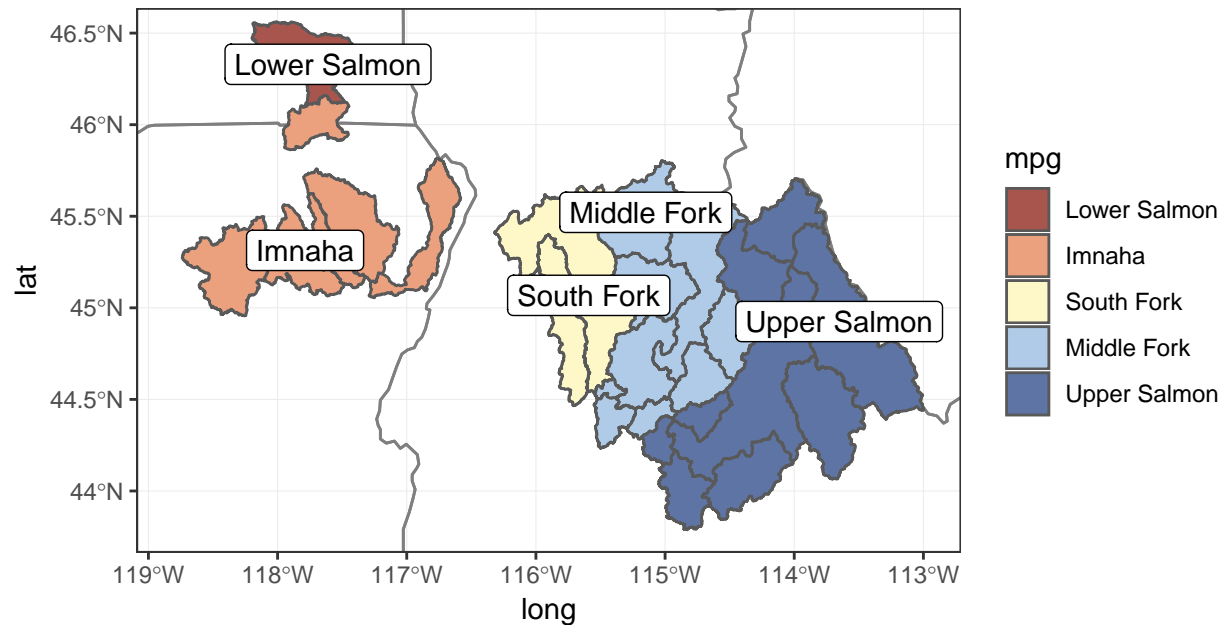 46.5°N
46°N
45.5°N
45°N
44.5°N
44°N
lat
Lower Salmon
Imnaha
Middle Fork
South Fork
Upper Salmon
119°W 118°W 117°W 116°W 115°W 114°W 113°W
long
mpg
Lower Salmon
Imnaha
South Fork
Middle Fork
Upper Salmon